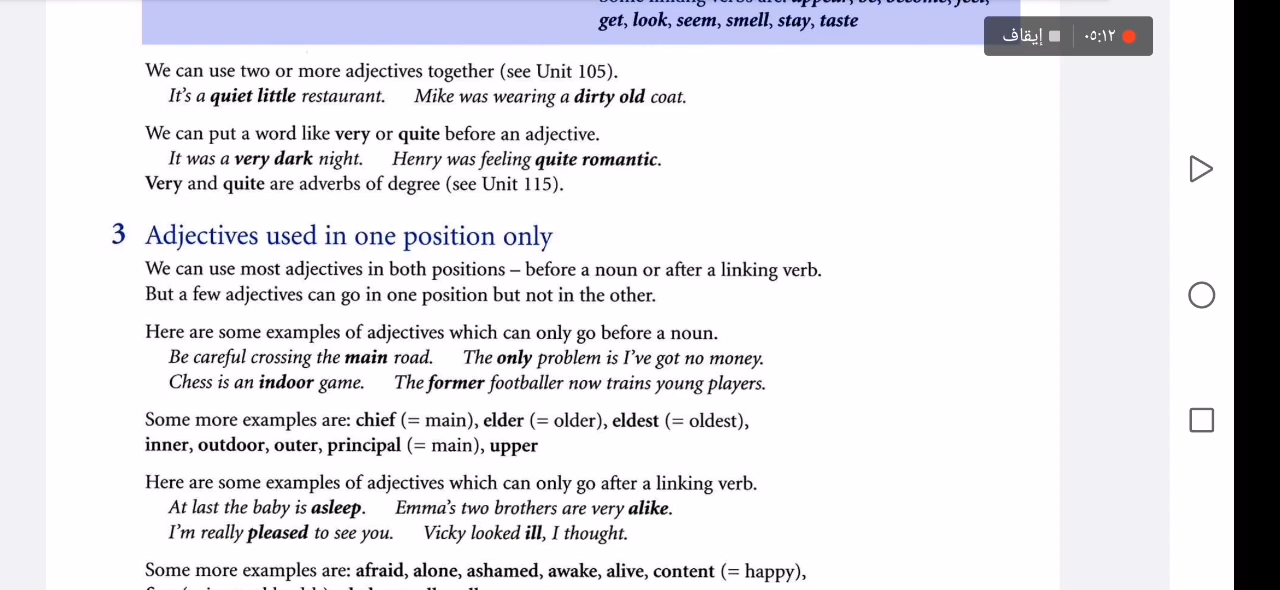 get, look, seem, smell, stay, taste
إيقاف ٠٥:١٢
We can use two or more adjectives together (see Unit 105).
It's a quiet little restaurant. Mike was wearing a dirty old coat.
We can put a word like very or quite before an adjective.
It was a very dark night. Henry was feeling quite romantic.
Very and quite are adverbs of degree (see Unit 115).
3 Adjectives used in one position only
We can use most adjectives in both positions – before a noun or after a linking verb.
But a few adjectives can go in one position but not in the other.
Here are some examples of adjectives which can only go before a noun.
Be careful crossing the main road. The only problem is I've got no money.
Chess is an indoor game. The former footballer now trains young players.
Some more examples are: chief (= main), elder (= older), eldest (= oldest),
inner, outdoor, outer, principal (= main), upper
Here are some examples of adjectives which can only go after a linking verb.
At last the baby is asleep. Emma's two brothers are very alike.
I'm really pleased to see you. Vicky looked ill, I thought.
Some more examples are: afraid, alone, ashamed, awake, alive, content (= happy),